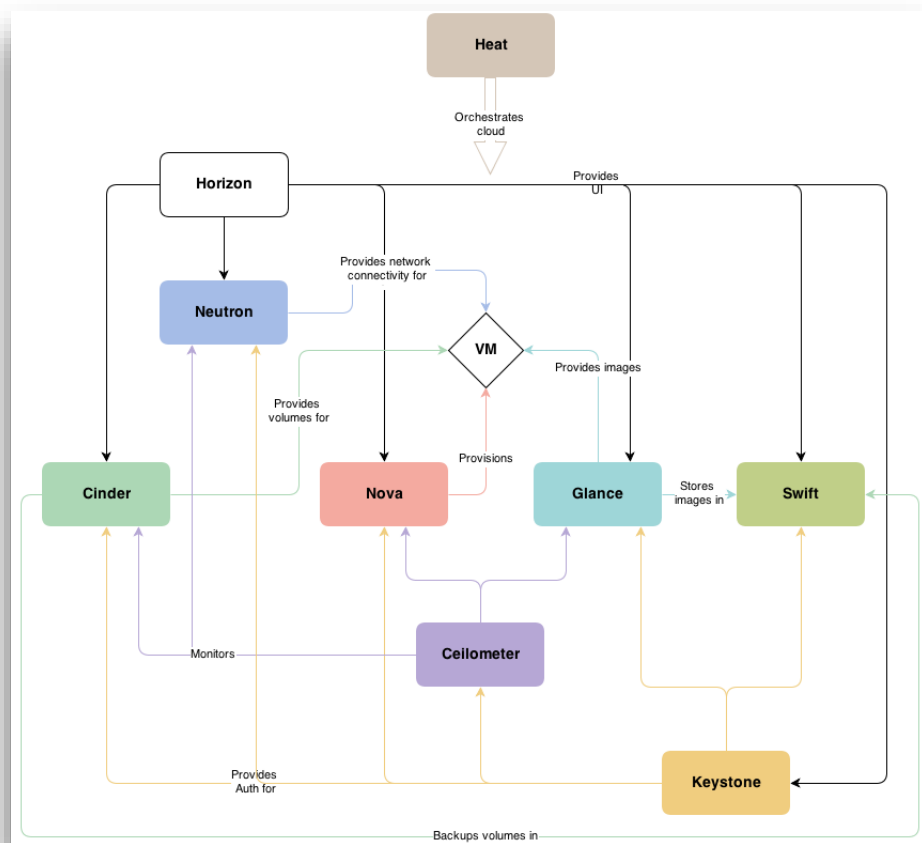 Heat
Orchestrates
cloud
Horizon
Provides
UI
Provides network
connectivity for
Neutron
VM
Provides images
Provides
volumes for
Provisions
Cinder
Nova
Glance
Stores
images in
Swift
Monitors
Ceilometer
Provides
Auth for
Keystone
Backups volumes in